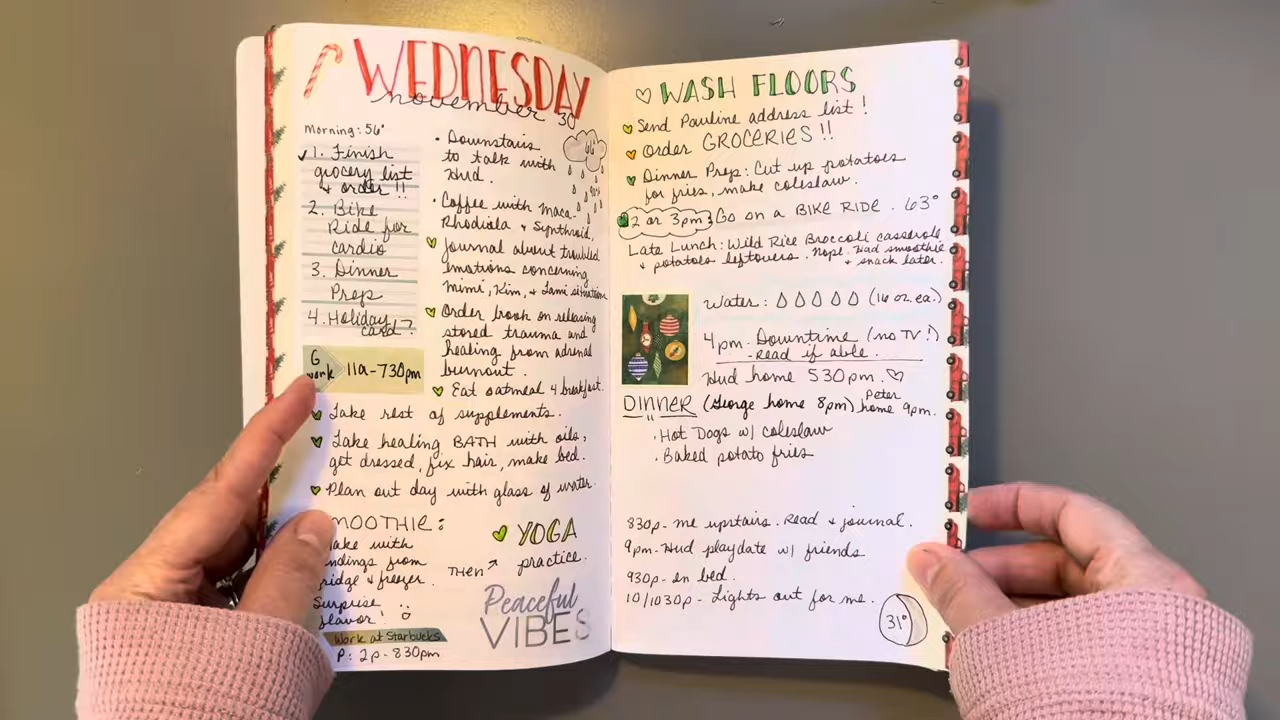 WEDNESDAY
november 30
Morning: 56°
1. Finish
grocery list
& order!!
2. Bike
Ride for
cardio
3. Dinner
Prep
4. Holiday
card?
G
work
11a-730pm
• Downstairs
to talk with
Hud.
66°
• Coffee with maca-
Rhodiola & Synthroid.
Journal about troubled
emotions concerning
Mimi, Kim, & Lami situation
Order book on releasing
stored trauma and
healing from adrenal
burnout.
Eat oatmeal 4 breakfast.
Take rest of supplements.
Take healing BATH with oils,
get dressed, fix hair, make bed.
Plan out day with glass of water.
MOOTHIE:
ake with
ndings from
ridge & freezer.
Surprise
flavor!
THEN
YOGA
practice.
Peaceful
VIBES
Work at Starbucks
P: 2p-830pm
WASH FLOORS
Send Pauline address list!
Order GROCERIES!!
Dinner Prep: Cut up potatoes
for fries, make coleslaw.
2 or 3pm: Go on a BIKE RIDE. 63°
Late Lunch: Wild Rice Broccoli casserole
& potatoes leftovers. Nope. Had smoothie
& snack later.
Water: (16 oz. ea.)
4pm - Downtime (no TV!)
-Read if able.
Hud home 530pm.
DINNER (George home 8pm) Peter home 9pm.
• Hot Dogs w/ coleslaw
• Baked potato fries
830p- me upstairs. Read & journal.
9pm- Hud playdate w/ friends
930p- in bed.
10/1030p- Lights out for me.
31°